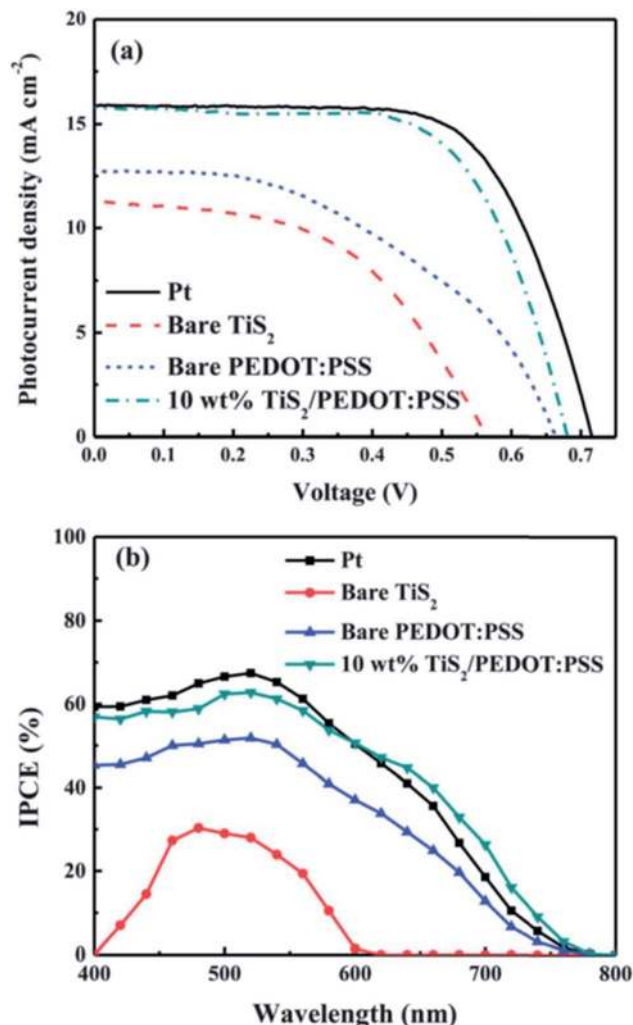 (a)
Photocurrent density (mA cm⁻²)
20
15
10
5
0
Pt
Bare TiS₂
Bare PEDOT:PSS
10 wt% TiS₂/PEDOT:PSS
0.0 0.1 0.2 0.3 0.4 0.5 0.6 0.7
Voltage (V)
(b)
IPCE (%)
100
80
60
40
20
0
Pt
Bare TiS₂
Bare PEDOT:PSS
10 wt% TiS₂/PEDOT:PSS
400 500 600 700 800
Wavelength (nm)